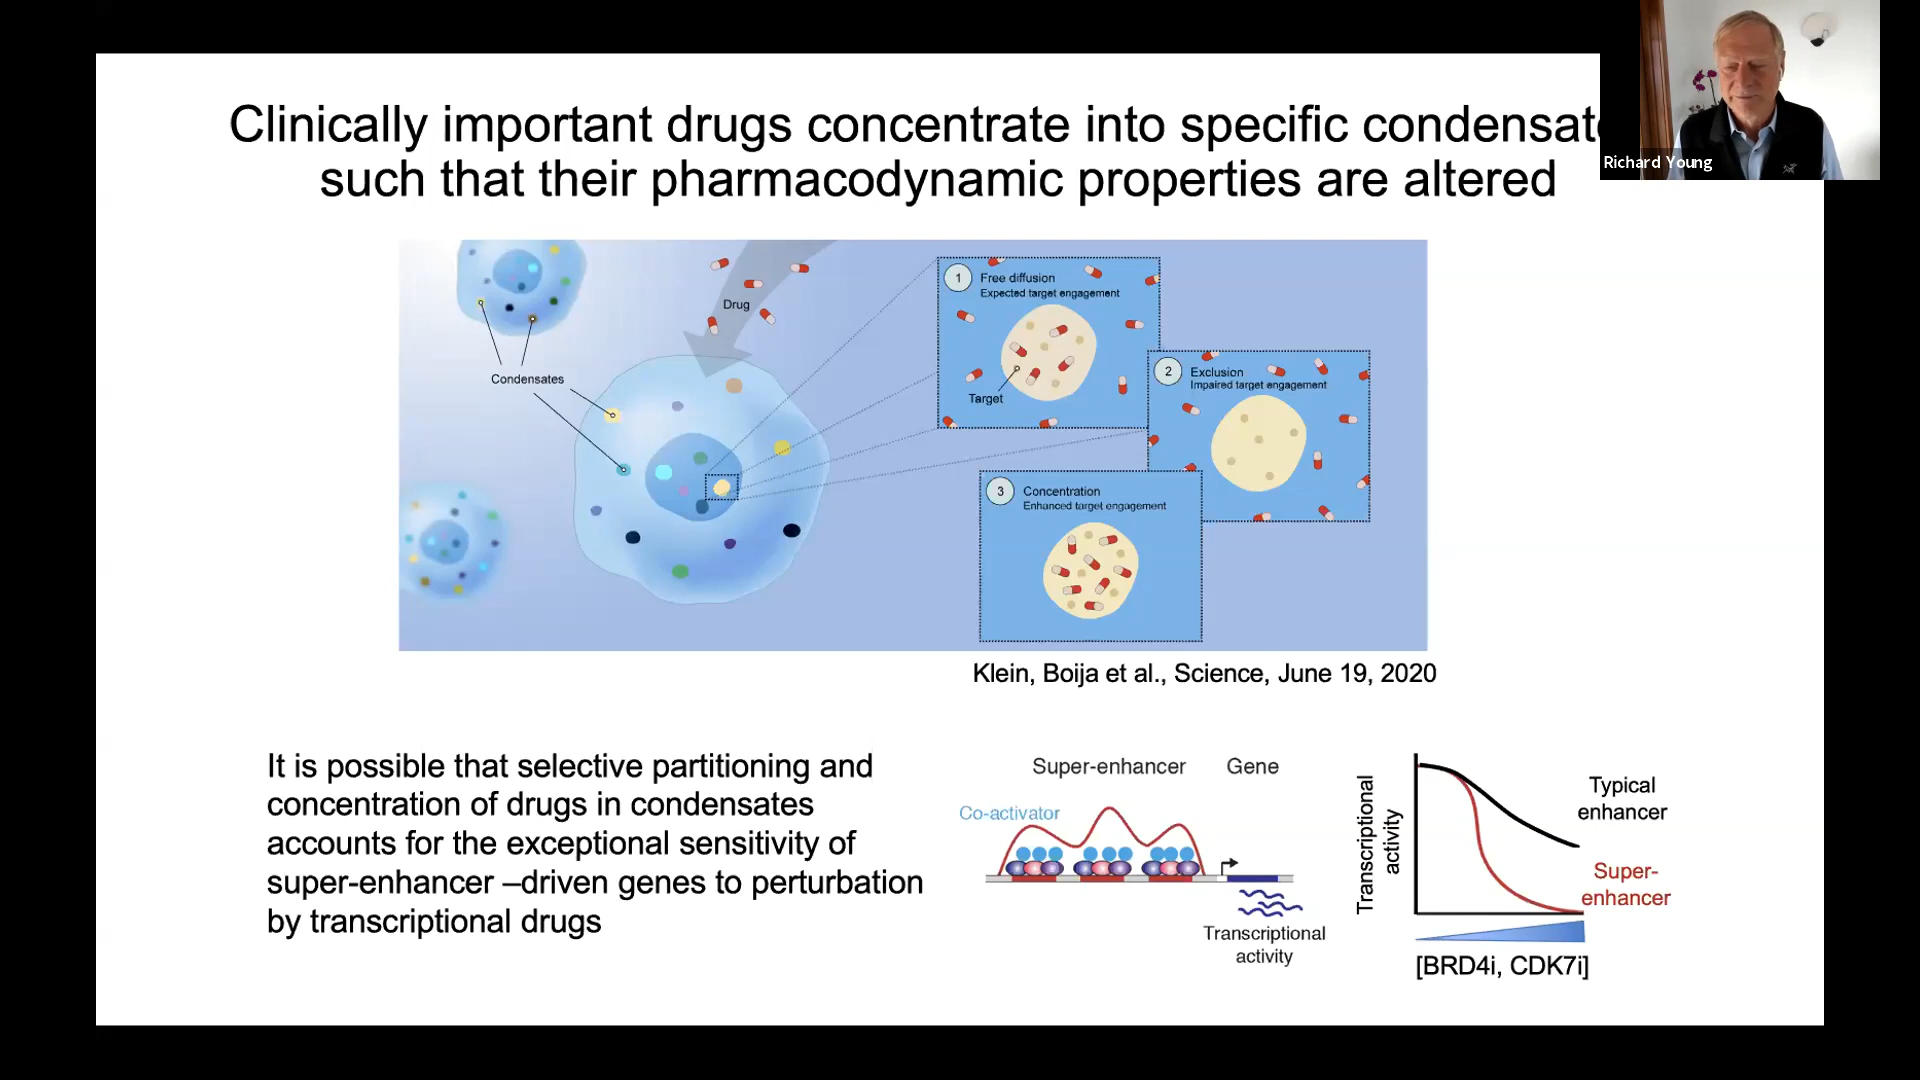 Clinically important drugs concentrate into specific condensat
such that their pharmacodynamic properties are altered
Richard Young
Drug
Condensates
1
Free diffusion
Expected target engagement
Target
2
Exclusion
Impaired target engagement
3
Concentration
Enhanced target engagement
Klein, Boija et al., Science, June 19, 2020
It is possible that selective partitioning and
concentration of drugs in condensates
accounts for the exceptional sensitivity of
super-enhancer –driven genes to perturbation
by transcriptional drugs
Super-enhancer
Gene
Co-activator
Transcriptional
activity
Transcriptional
activity
Typical
enhancer
Super-
enhancer
[BRD4i, CDK7i]